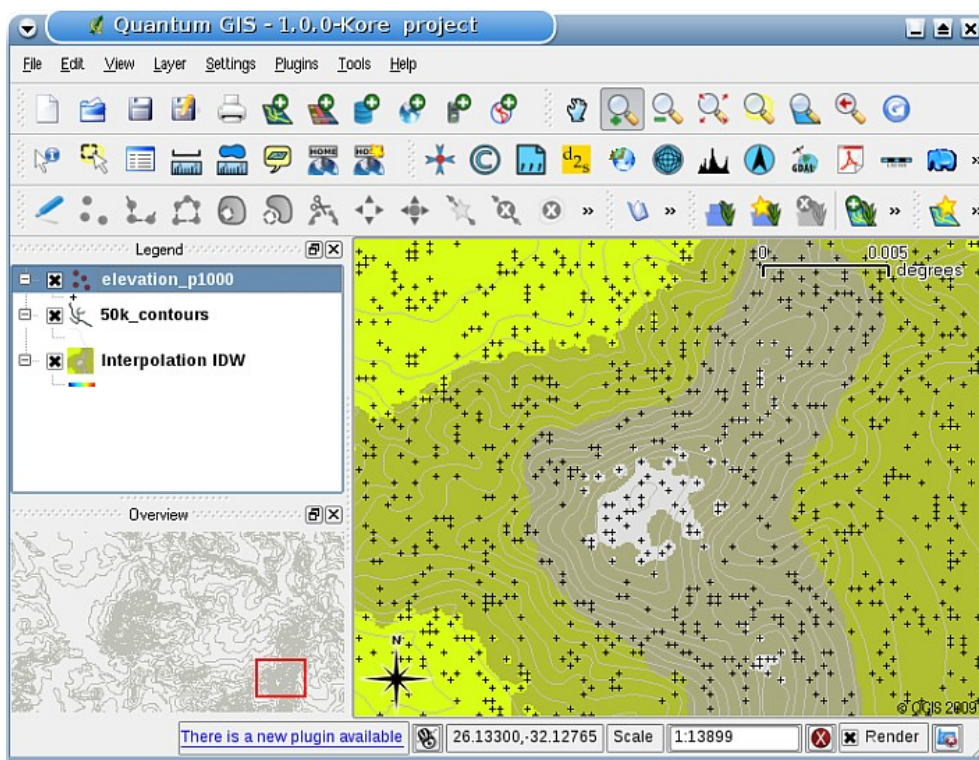 Quantum GIS - 1.0.0-Kore project
File Edit View Layer Settings Plugins Tools Help
HOME
d2s
GDAL
Legend
elevation_p1000
50k_contours
Interpolation IDW
Overview
0 0.005
degrees
N
© QGIS 2009
There is a new plugin available 26.13300,-32.12765 Scale 1:13899 Render